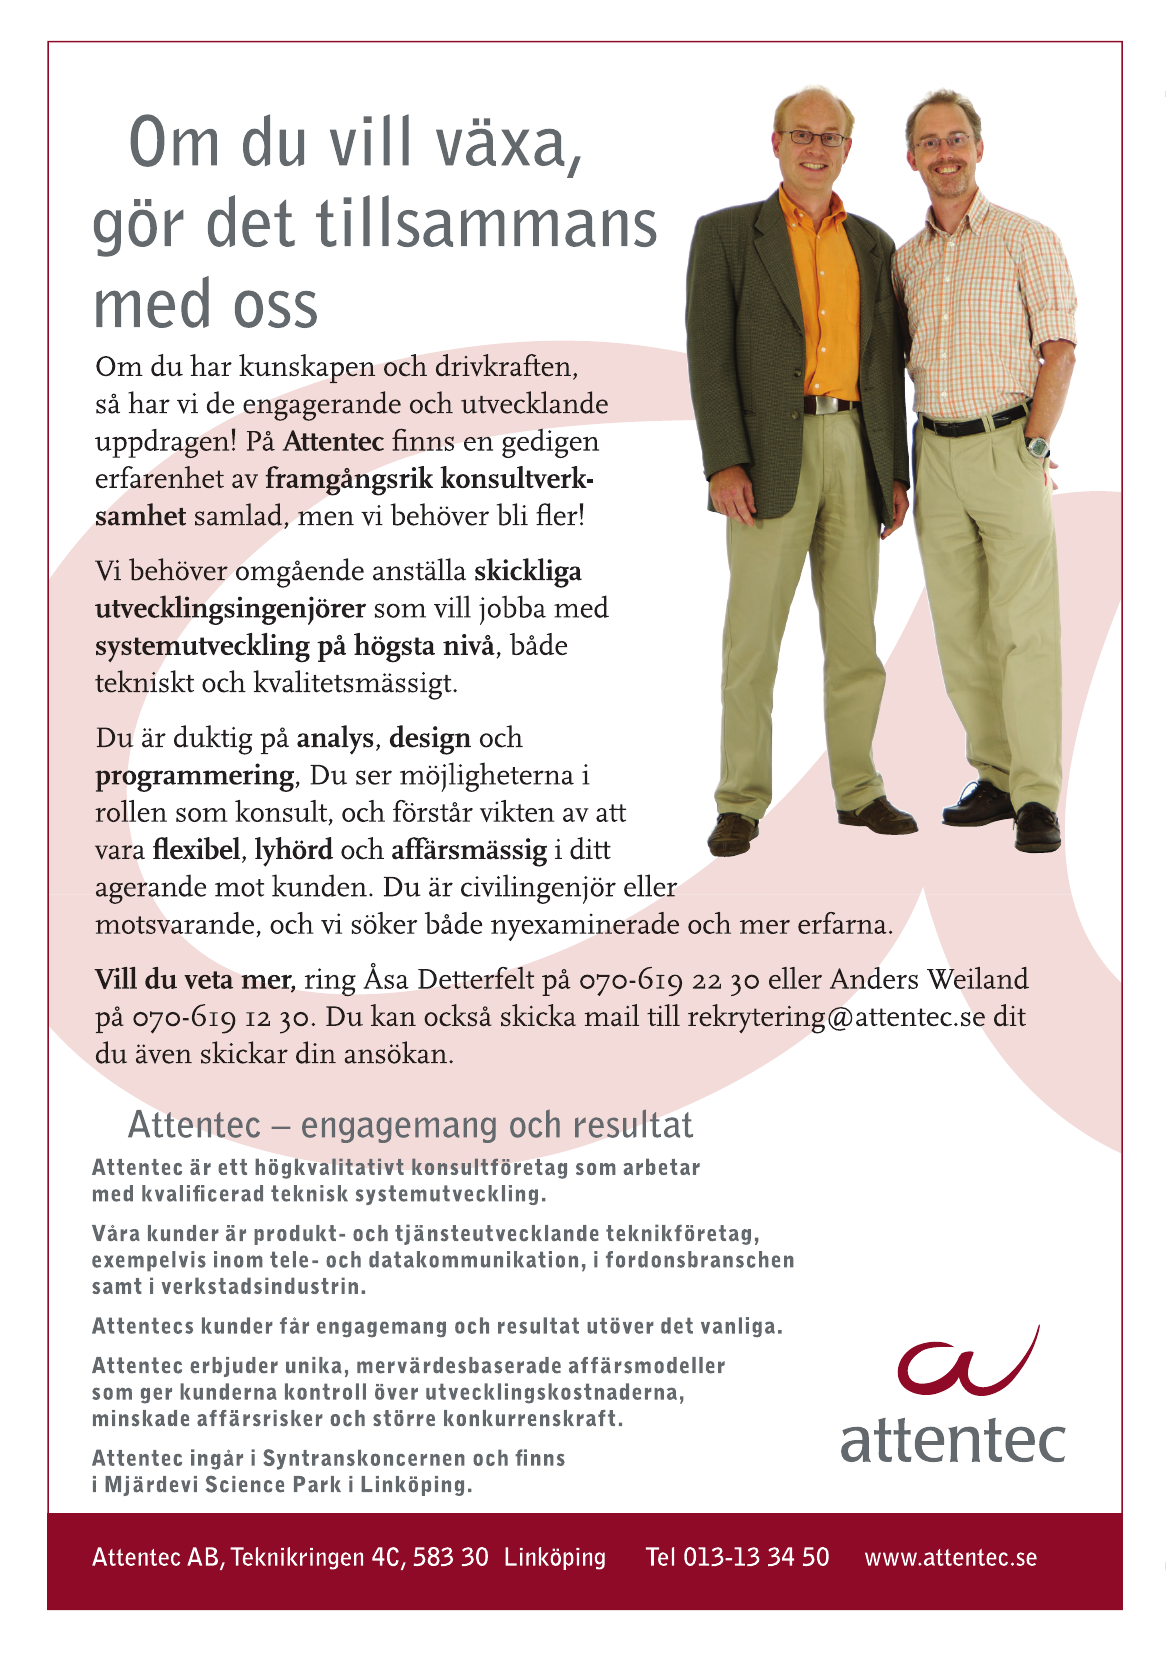 Om du vill växa,
gör det tillsammans
med oss
Om du har kunskapen och drivkraften,
så har vi de engagerande och utvecklande
uppdragen! På Attentec finns en gedigen
erfarenhet av framgångsrik konsultverk-
samhet samlad, men vi behöver bli fler!
Vi behöver omgående anställa skickliga
utvecklingsingenjörer som vill jobba med
systemutveckling på högsta nivå, både
tekniskt och kvalitetsmässigt.
Du är duktig på analys, design och
programmering, Du ser möjligheterna i
rollen som konsult, och förstår vikten av att
vara flexibel, lyhörd och affärsmässig i ditt
agerande mot kunden. Du är civilingenjör eller
motsvarande, och vi söker både nyexaminerade och mer erfarna.
Vill du veta mer, ring Åsa Detterfelt på 070-619 22 30 eller Anders Weiland
på 070-619 12 30. Du kan också skicka mail till rekrytering@attentec.se dit
du även skickar din ansökan.
Attentec – engagemang och resultat
Attentec är ett högkvalitativt konsultföretag som arbetar
med kvalificerad teknisk systemutveckling.
Våra kunder är produkt- och tjänsteutvecklande teknikföretag,
exempelvis inom tele- och datakommunikation, i fordonsbranschen
samt i verkstadsindustrin.
Attentecs kunder får engagemang och resultat utöver det vanliga.
Attentec erbjuder unika, mervärdesbaserade affärsmodeller
som ger kunderna kontroll över utvecklingskostnaderna,
minskade affärsrisker och större konkurrenskraft.
Attentec ingår i Syntranskoncernen och finns
i Mjärdevi Science Park i Linköping.
attentec
Attentec AB, Teknikringen 4C, 583 30 Linköping Tel 013-13 34 50 www.attentec.se